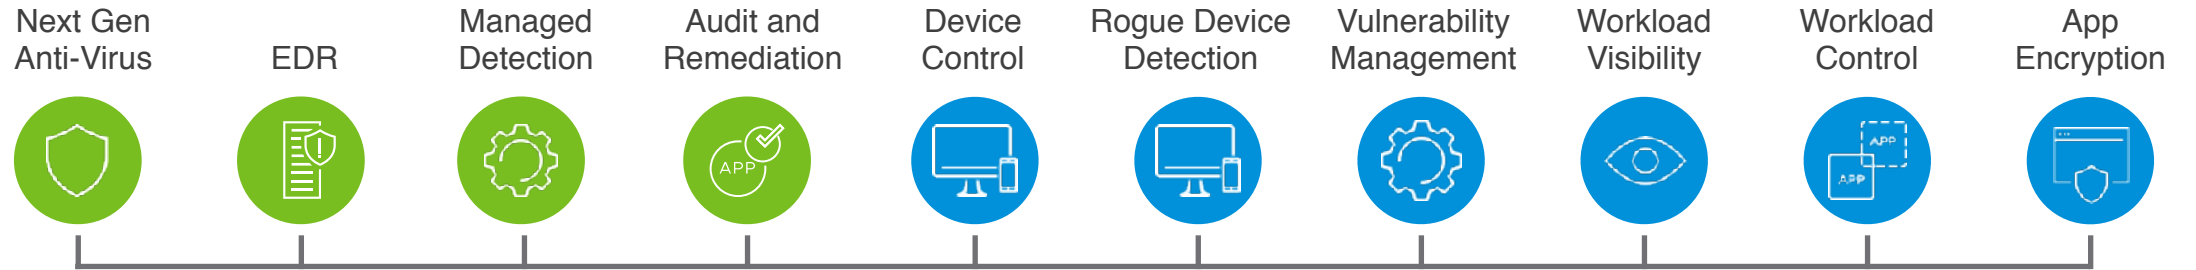 Next Gen
Anti-Virus
EDR
Managed
Detection
Audit and
Remediation
Device
Control
Rogue Device
Detection
Vulnerability
Management
Workload
Visibility
Workload
Control
App
Encryption
APP
APP
APP